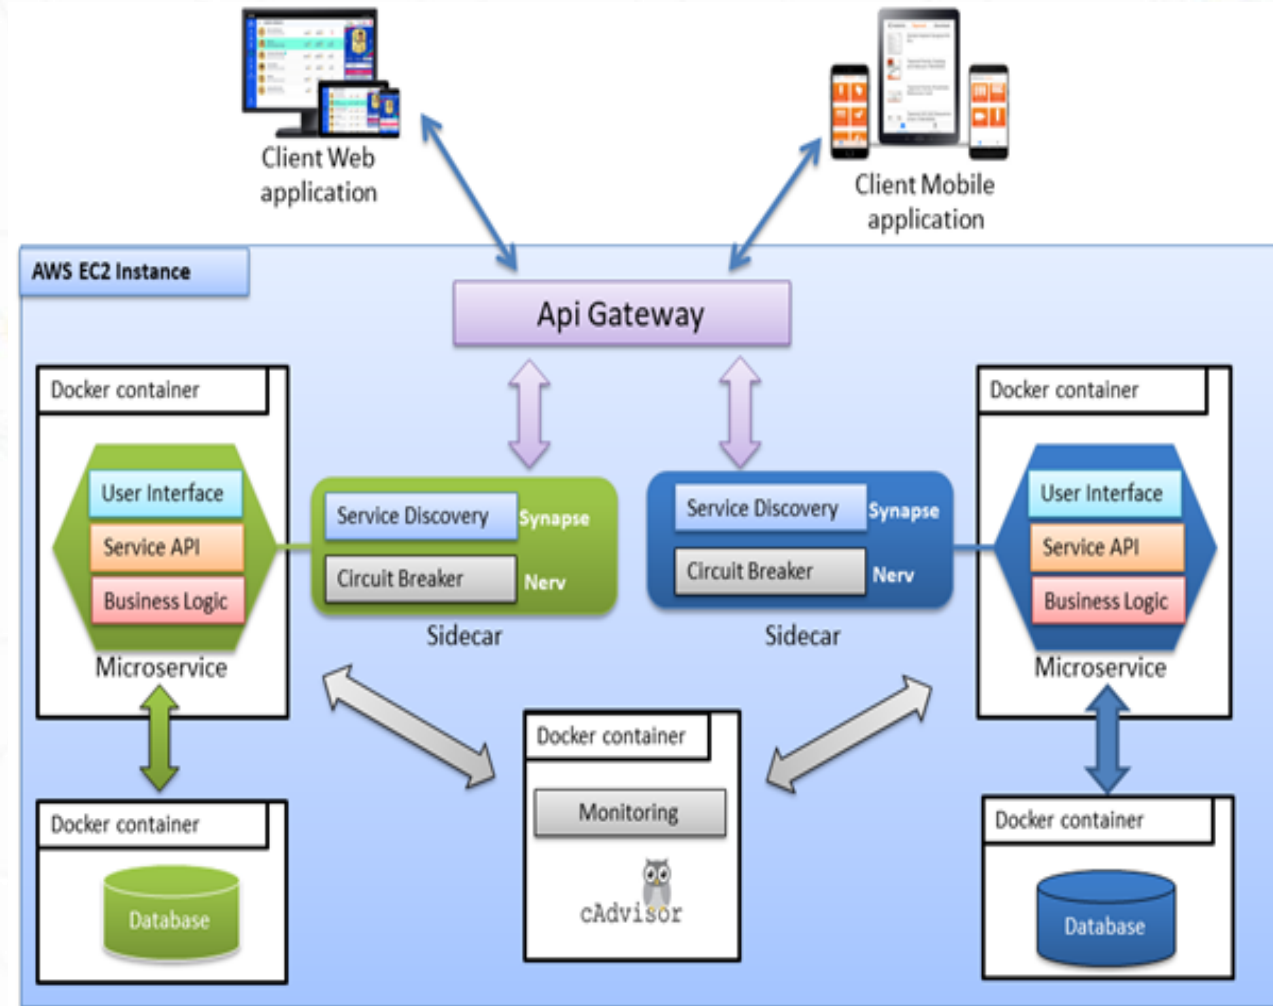 Client Web
application
Client Mobile
application
AWS EC2 Instance
Api Gateway
Docker container
User Interface
Service API
Business Logic
Microservice
Service Discovery Synapse
Circuit Breaker Nerv
Sidecar
Service Discovery Synapse
Circuit Breaker Nerv
Sidecar
Docker container
User Interface
Service API
Business Logic
Microservice
Docker container
Database
Docker container
Monitoring
cAdvisor
Docker container
Database